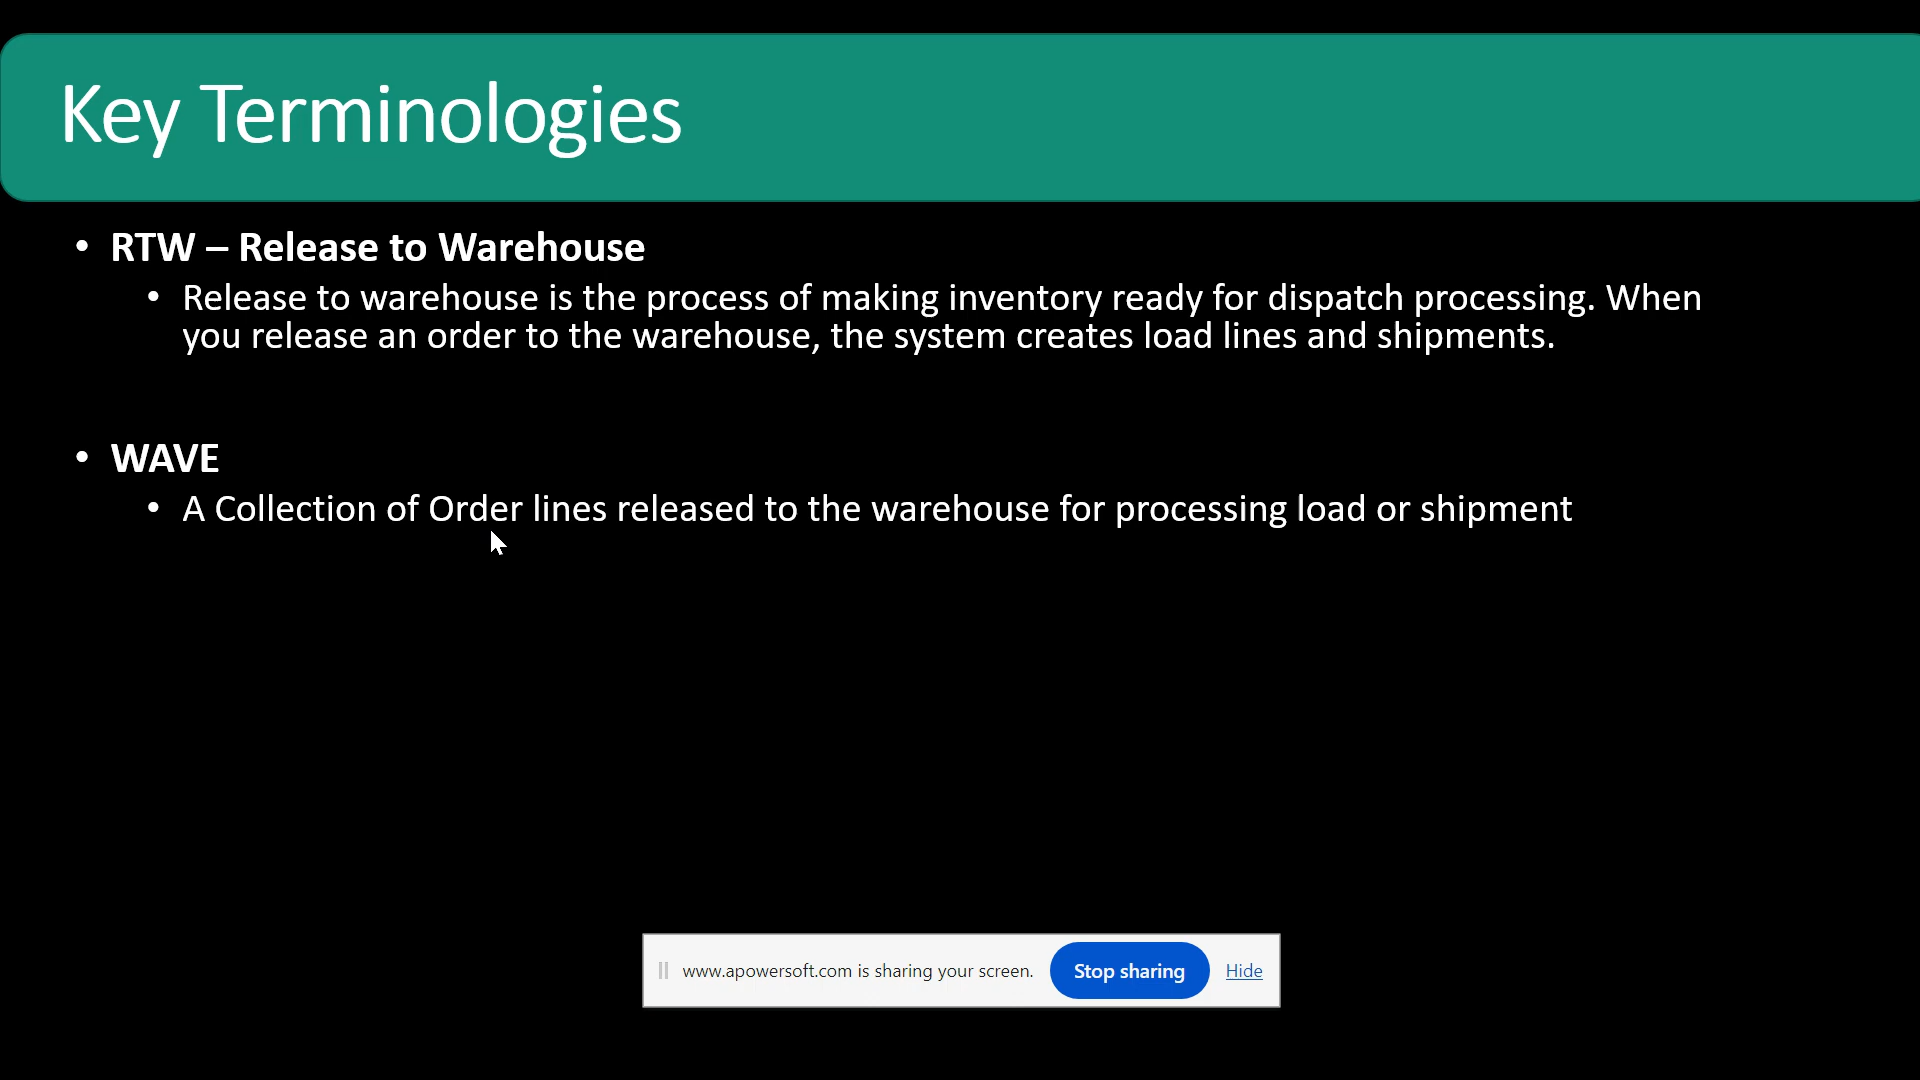 Key Terminologies
• RTW – Release to Warehouse
• Release to warehouse is the process of making inventory ready for dispatch processing. When
you release an order to the warehouse, the system creates load lines and shipments.
• WAVE
• A Collection of Order lines released to the warehouse for processing load or shipment
www.apowersoft.com is sharing your screen. Stop sharing Hide